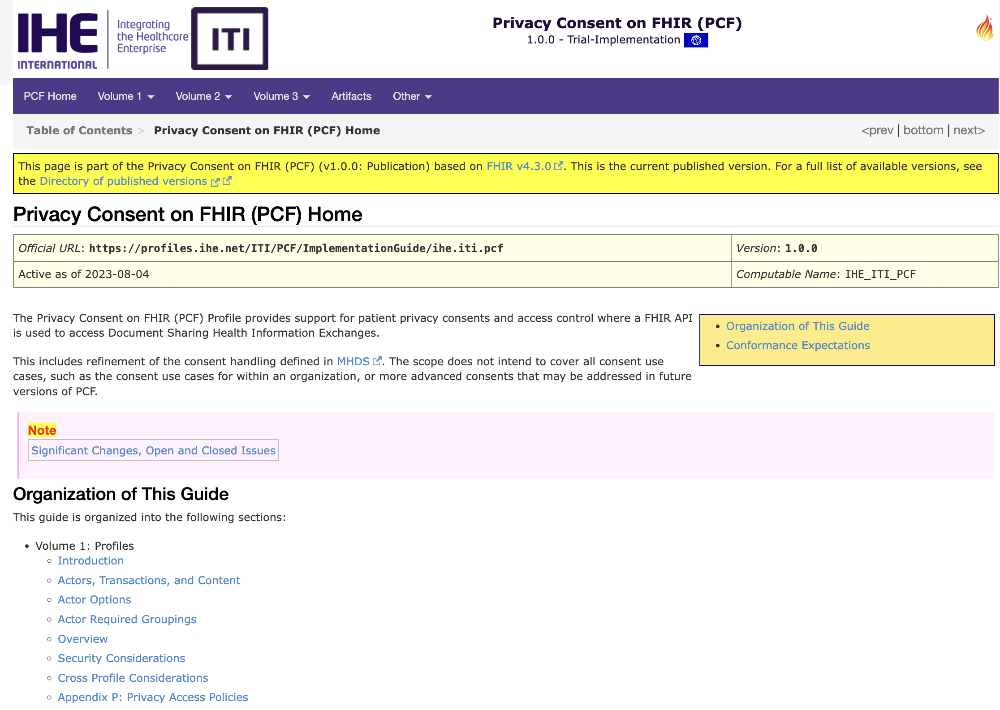 IHE
INTERNATIONAL
Integrating
the Healthcare
Enterprise
ITI
Privacy Consent on FHIR (PCF)
1.0.0 - Trial-Implementation
PCF Home Volume 1 Volume 2 Volume 3 Artifacts Other
Table of Contents > Privacy Consent on FHIR (PCF) Home
<prev | bottom | next>
This page is part of the Privacy Consent on FHIR (PCF) (v1.0.0: Publication) based on FHIR v4.3.0. This is the current published version. For a full list of available versions, see
the Directory of published versions
Privacy Consent on FHIR (PCF) Home
Official URL: https://profiles.ihe.net/ITI/PCF/ImplementationGuide/ihe.iti.pcf Version: 1.0.0
Active as of 2023-08-04 Computable Name: IHE_ITI_PCF
The Privacy Consent on FHIR (PCF) Profile provides support for patient privacy consents and access control where a FHIR API
is used to access Document Sharing Health Information Exchanges.
• Organization of This Guide
• Conformance Expectations
This includes refinement of the consent handling defined in MHDS. The scope does not intend to cover all consent use
cases, such as the consent use cases for within an organization, or more advanced consents that may be addressed in future
versions of PCF.
Note
Significant Changes, Open and Closed Issues
Organization of This Guide
This guide is organized into the following sections:
• Volume 1: Profiles
◦ Introduction
◦ Actors, Transactions, and Content
◦ Actor Options
◦ Actor Required Groupings
◦ Overview
◦ Security Considerations
◦ Cross Profile Considerations
◦ Appendix P: Privacy Access Policies